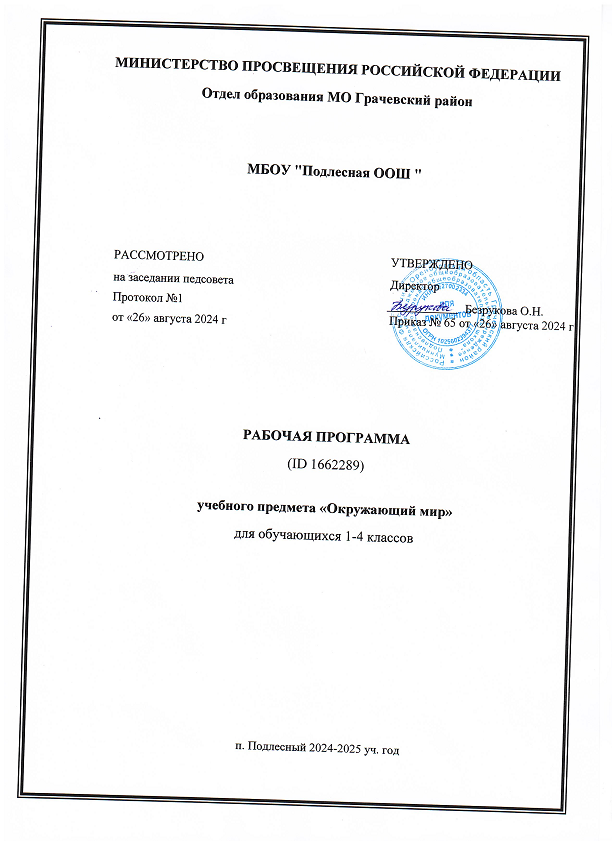 МИНИСТЕРСТВО ПРОСВЕЩЕНИЯ РОССИЙСКОЙ ФЕДЕРАЦИИ
Отдел образования МО Грачевский район
МБОУ "Подлесная ООШ "
РАССМОТРЕНО
на заседании педсовета
Протокол №1
от «26» августа 2024 г
УТВЕРЖДЕНО
Директор
Безрукова О.Н.
Приказ № 65 от «26» августа 2024 г
ДЛЯ
ДОКУМЕНТОВ
РАБОЧАЯ ПРОГРАММА
(ID 1662289)
учебного предмета «Окружающий мир»
для обучающихся 1-4 классов
п. Подлесный 2024-2025 уч. год